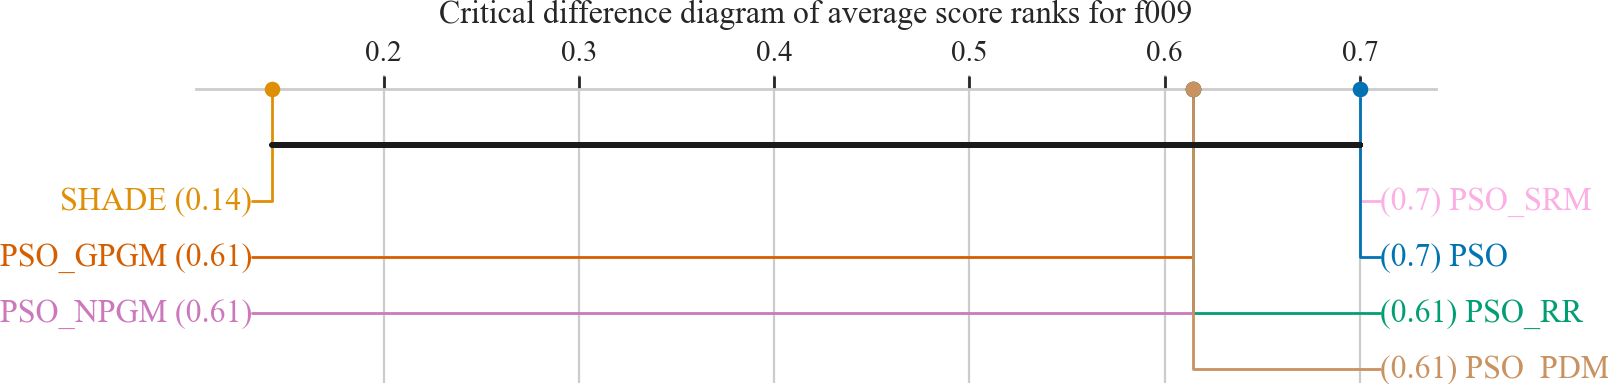 Critical difference diagram of average score ranks for f009
0.2 0.3 0.4 0.5 0.6 0.7
SHADE (0.14) (0.7) PSO_SRM
PSO_GPGM (0.61) (0.7) PSO
PSO_NPGM (0.61) (0.61) PSO_RR
(0.61) PSO_PDM